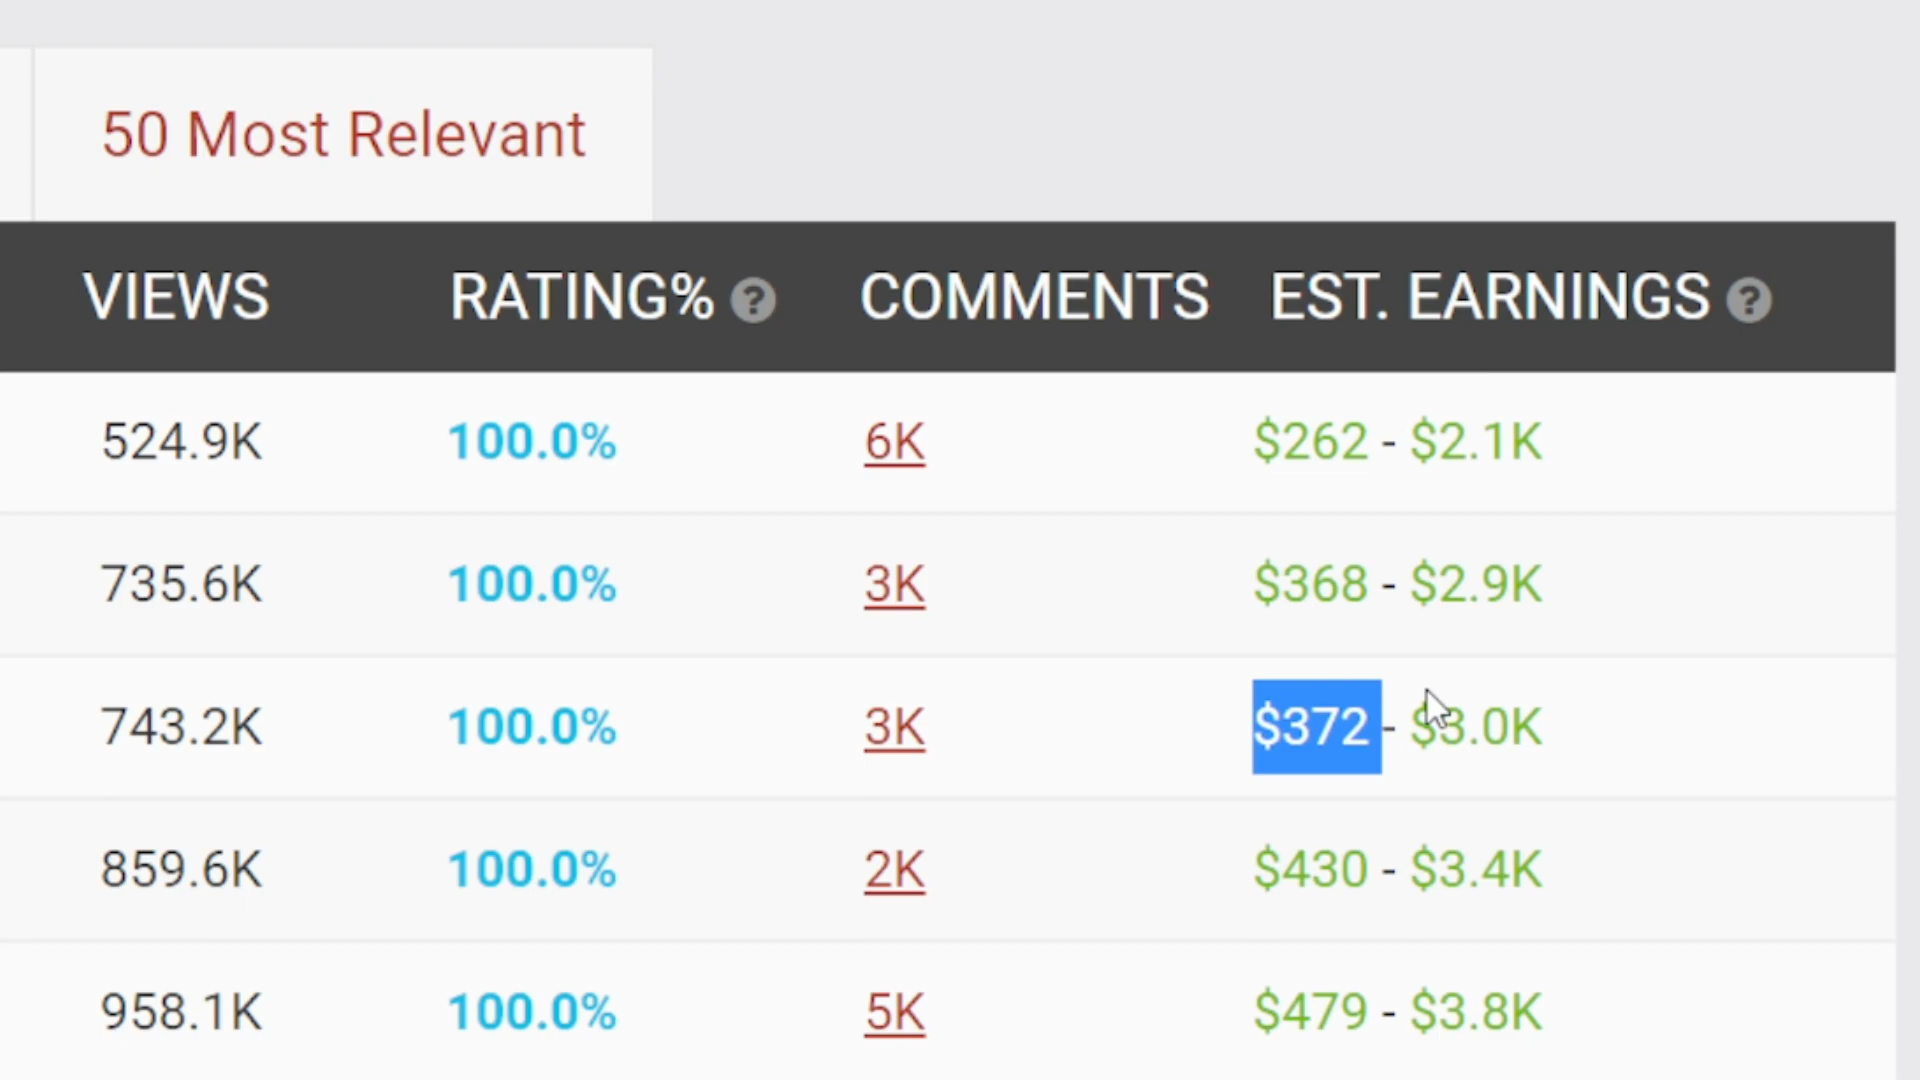 50 Most Relevant
VIEWS RATING% ? COMMENTS EST. EARNINGS ?
524.9K 100.0% 6K $262 - $2.1K
735.6K 100.0% 3K $368 - $2.9K
743.2K 100.0% 3K $372 - $3.0K
859.6K 100.0% 2K $430 - $3.4K
958.1K 100.0% 5K $479 - $3.8K